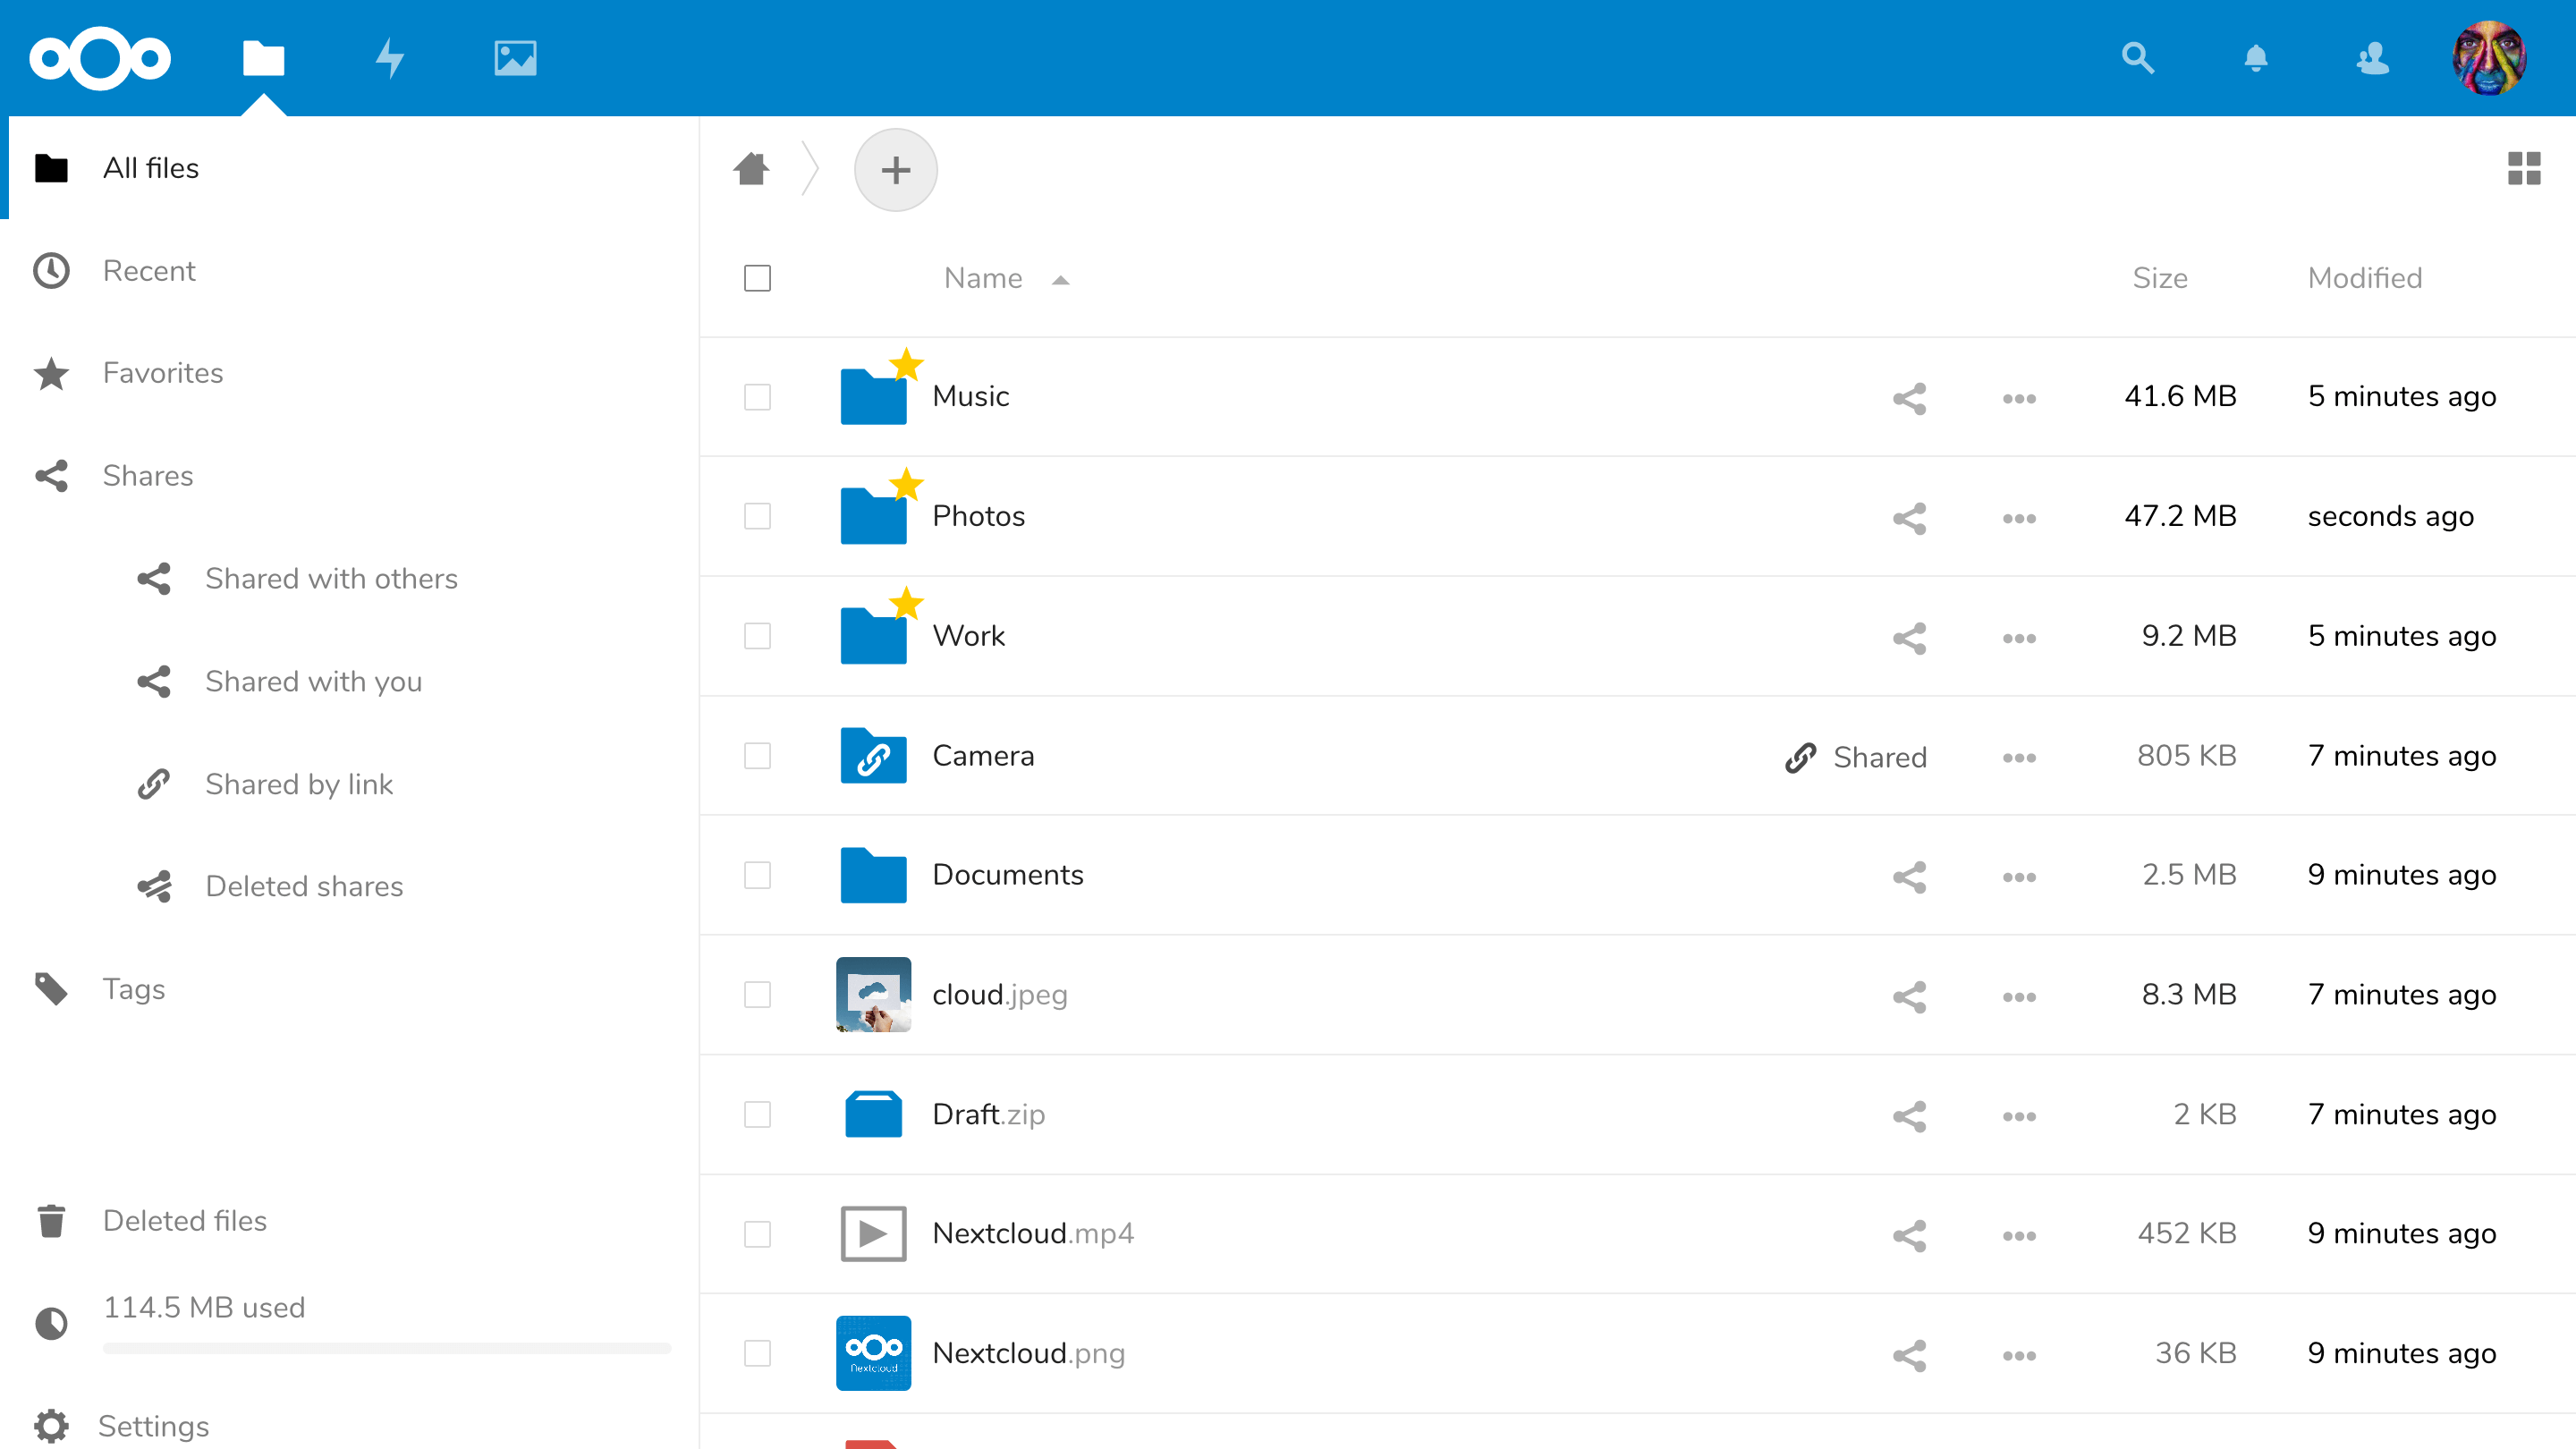 All files
Recent
Favorites
Shares
Shared with others
Shared with you
Shared by link
Deleted shares
Tags
Deleted files
114.5 MB used
Settings
Name Size Modified
Music 41.6 MB 5 minutes ago
Photos 47.2 MB seconds ago
Work 9.2 MB 5 minutes ago
Camera Shared 805 KB 7 minutes ago
Documents 2.5 MB 9 minutes ago
cloud.jpeg 8.3 MB 7 minutes ago
Draft.zip 2 KB 7 minutes ago
Nextcloud.mp4 452 KB 9 minutes ago
Nextcloud
Nextcloud.png 36 KB 9 minutes ago